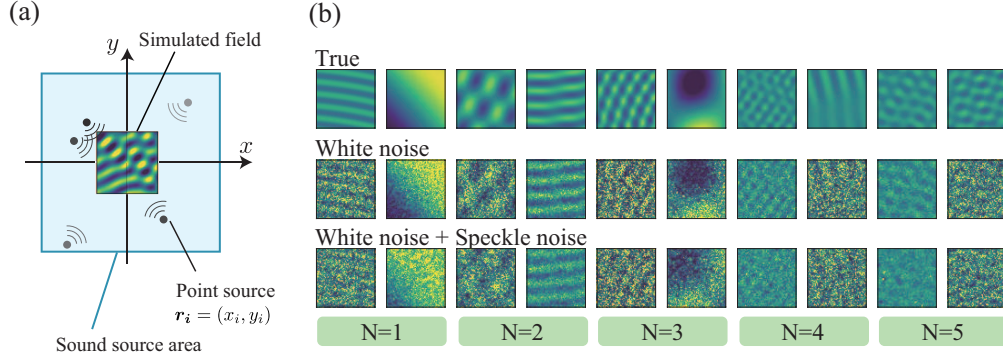 (a)
Simulated field
y
x
Point source
r_i = (x_i, y_i)
Sound source area
(b)
True
White noise
White noise + Speckle noise
N=1 N=2 N=3 N=4 N=5